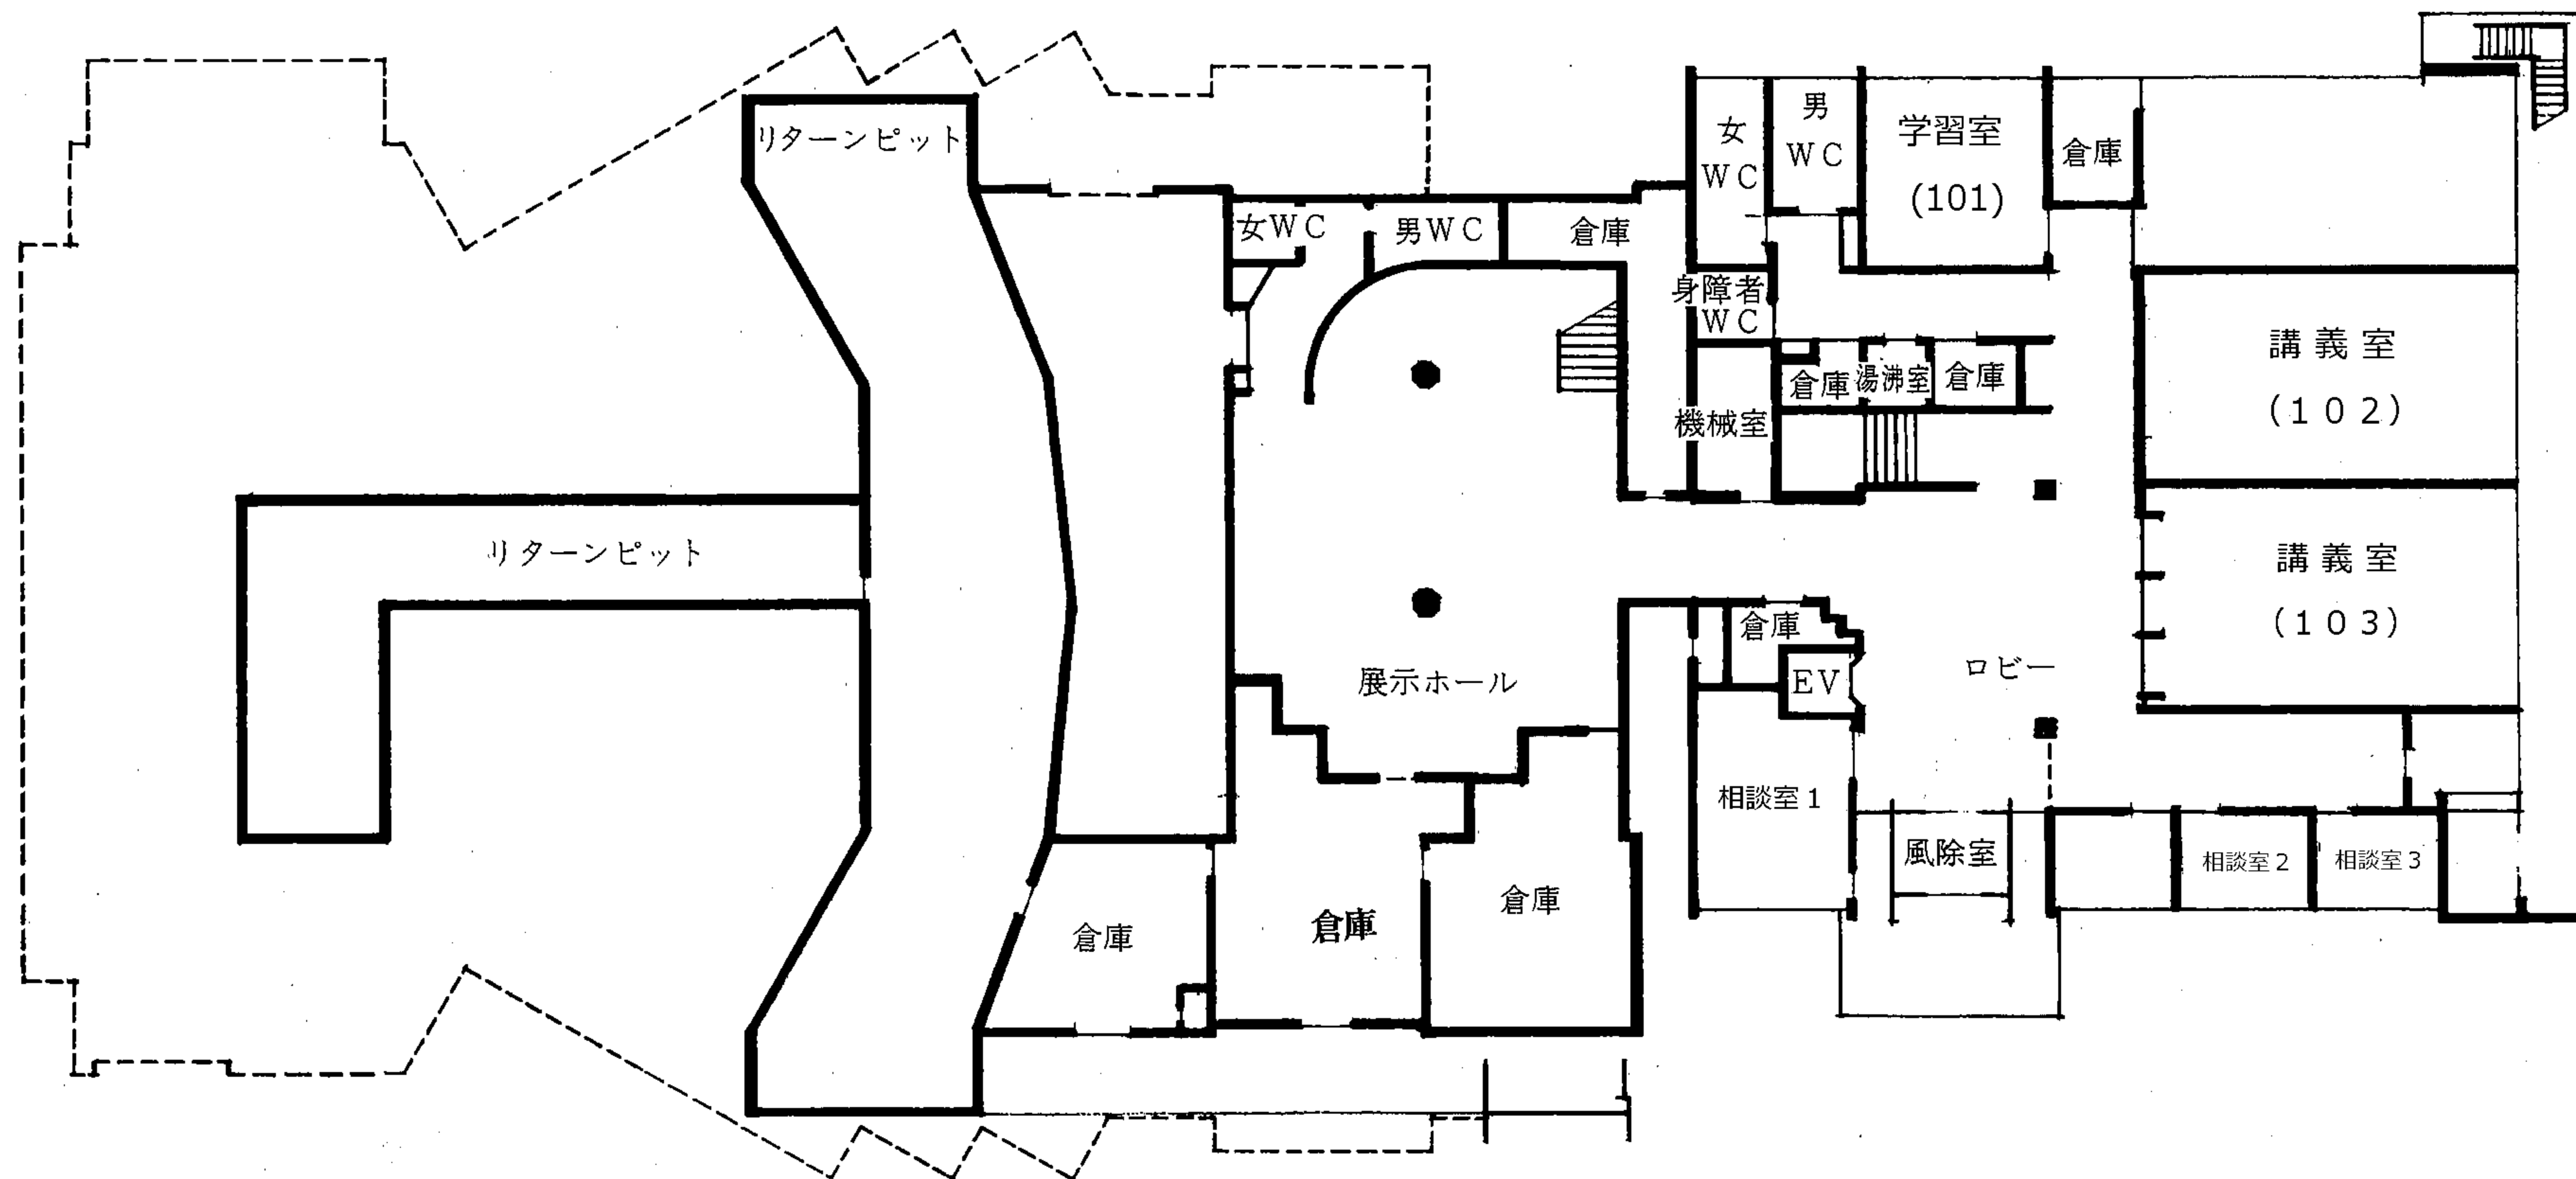 リターンピット
女
WC
男
WC
学習室
(101)
倉庫
女WC
男WC
倉庫
身障者
WC
倉庫
湯沸室
倉庫
機械室
講義室
(102)
リターンピット
講義室
(103)
倉庫
EV
ロビー
展示ホール
相談室1
風除室
相談室2
相談室3
倉庫
倉庫
倉庫